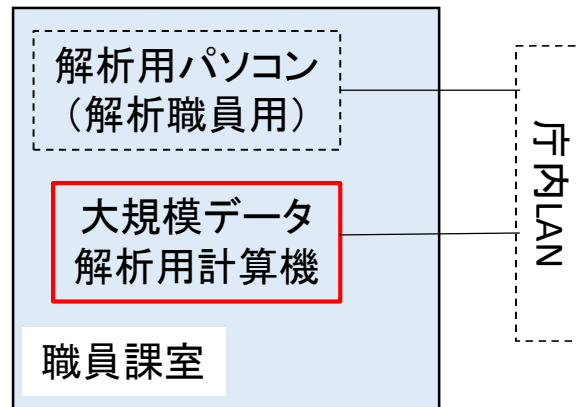 解析用パソコン
（解析職員用）
大規模データ
解析用計算機
職員課室
庁内LAN